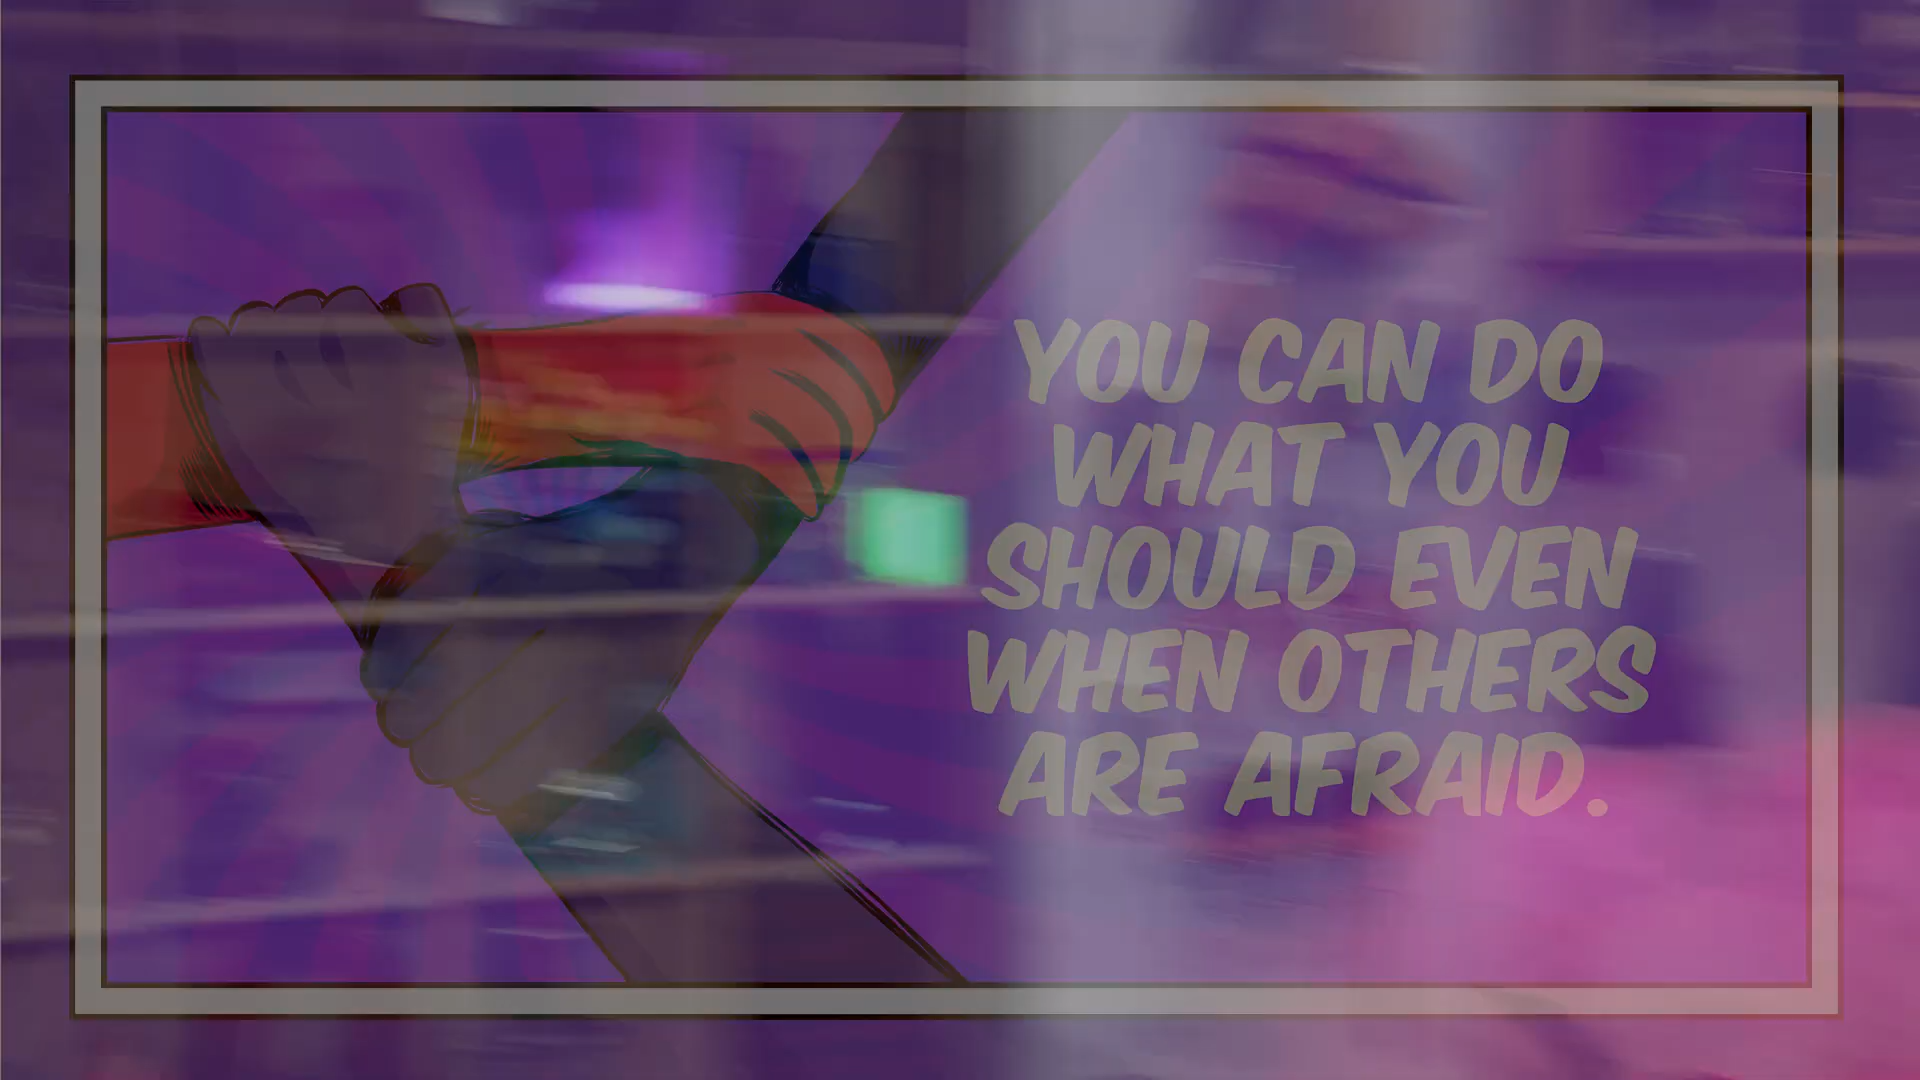 YOU CAN DO
WHAT YOU
SHOULD EVEN
WHEN OTHERS
ARE AFRAID.